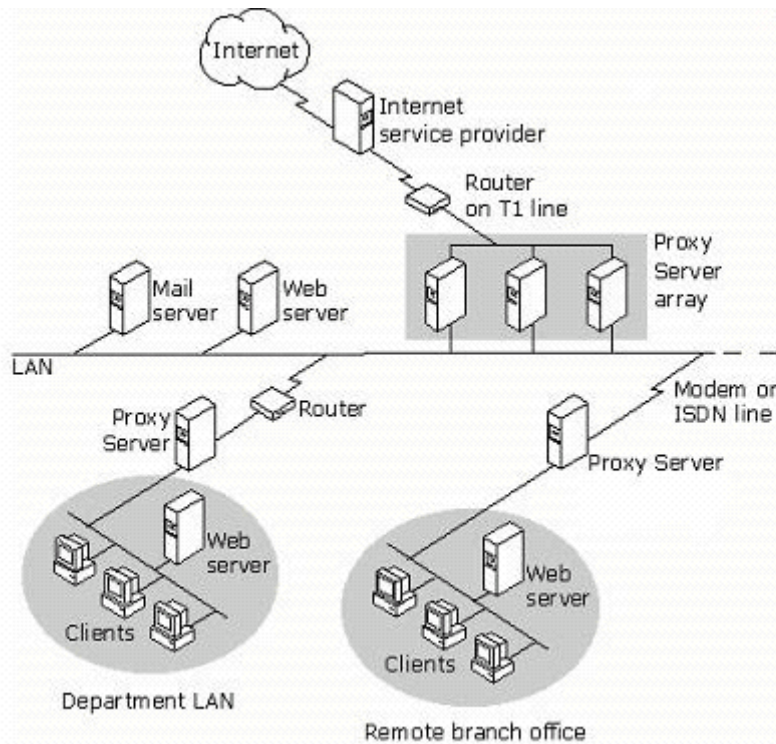 Internet
Internet
service provider
Router
on T1 line
Proxy
Server
array
Mail
server
Web
server
LAN
Modem or
ISDN line
Proxy
Server
Router
Proxy Server
Web
server
Clients
Web
server
Clients
Department LAN
Remote branch office